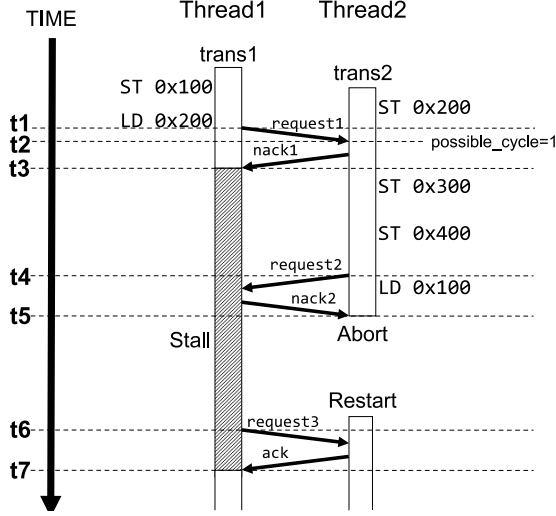 TIME
Thread1 Thread2
trans1
trans2
ST 0x100
ST 0x200
LD 0x200
request1
t1
t2
possible_cycle=1
nack1
t3
ST 0x300
ST 0x400
request2
t4
LD 0x100
nack2
t5
Stall
Abort
Restart
request3
t6
ack
t7